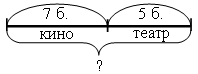 7 б. 5 б.
кино театр
?